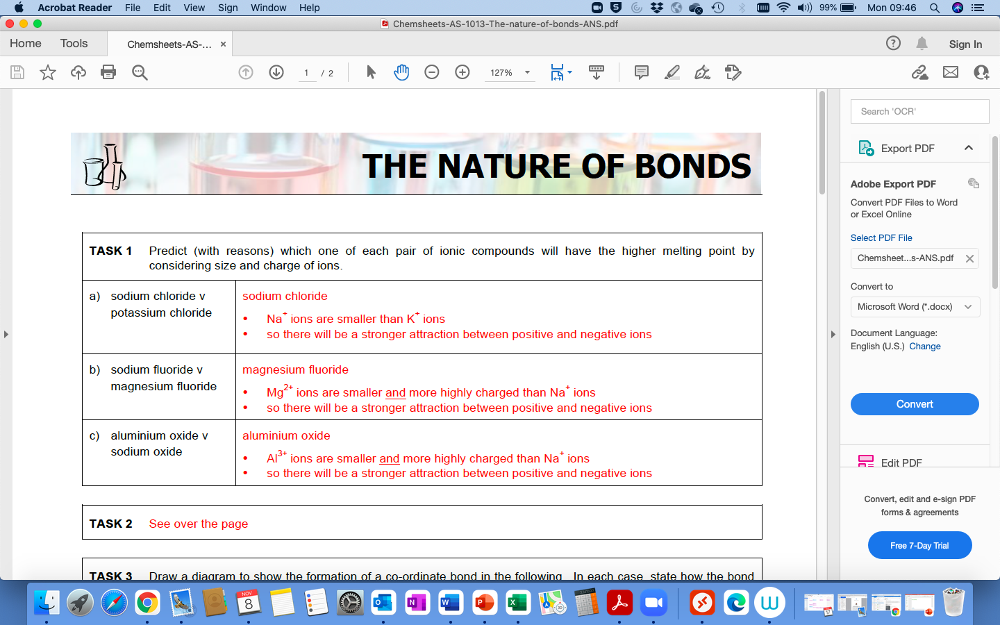 Acrobat Reader File Edit View Sign Window Help 99% Mon 09:46
Chemsheets-AS-1013-The-nature-of-bonds-ANS.pdf
Home Tools Chemsheets-AS-... × Sign In
1 / 2 127%
Search 'OCR'
Export PDF
Adobe Export PDF
Convert PDF Files to Word
or Excel Online
Select PDF File
Chemsheet...s-ANS.pdf
Convert to
Microsoft Word (*.docx)
Document Language:
English (U.S.) Change
Convert
Edit PDF
Convert, edit and e-sign PDF
forms & agreements
Free 7-Day Trial
THE NATURE OF BONDS
TASK 1 Predict (with reasons) which one of each pair of ionic compounds will have the higher melting point by
considering size and charge of ions.
a) sodium chloride v
potassium chloride
sodium chloride
• Na⁺ ions are smaller than K⁺ ions
• so there will be a stronger attraction between positive and negative ions
b) sodium fluoride v
magnesium fluoride
magnesium fluoride
• Mg²⁺ ions are smaller and more highly charged than Na⁺ ions
• so there will be a stronger attraction between positive and negative ions
c) aluminium oxide v
sodium oxide
aluminium oxide
• Al³⁺ ions are smaller and more highly charged than Na⁺ ions
• so there will be a stronger attraction between positive and negative ions
TASK 2 See over the page
TASK 3 Draw a diagram to show the formation of a co-ordinate bond in the following. In each case, state how the bond
NOV
8